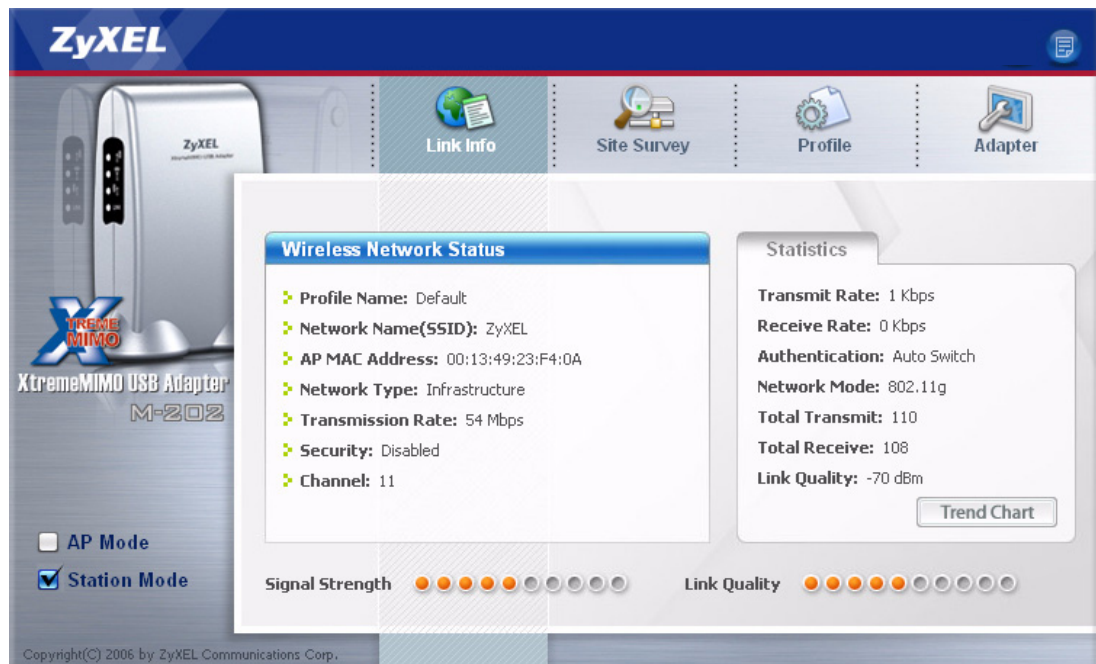 ZyXEL
Link Info
Site Survey
Profile
Adapter
ZyXEL
XtremeMIMO USB Adapter
XTREME
MIMO
XtremeMIMO USB Adapter
M-202
Wireless Network Status
Profile Name: Default
Network Name(SSID): ZyXEL
AP MAC Address: 00:13:49:23:F4:0A
Network Type: Infrastructure
Transmission Rate: 54 Mbps
Security: Disabled
Channel: 11
Statistics
Transmit Rate: 1 Kbps
Receive Rate: 0 Kbps
Authentication: Auto Switch
Network Mode: 802.11g
Total Transmit: 110
Total Receive: 108
Link Quality: -70 dBm
Trend Chart
AP Mode
Station Mode
Signal Strength
Link Quality
Copyright(C) 2006 by ZyXEL Communications Corp.